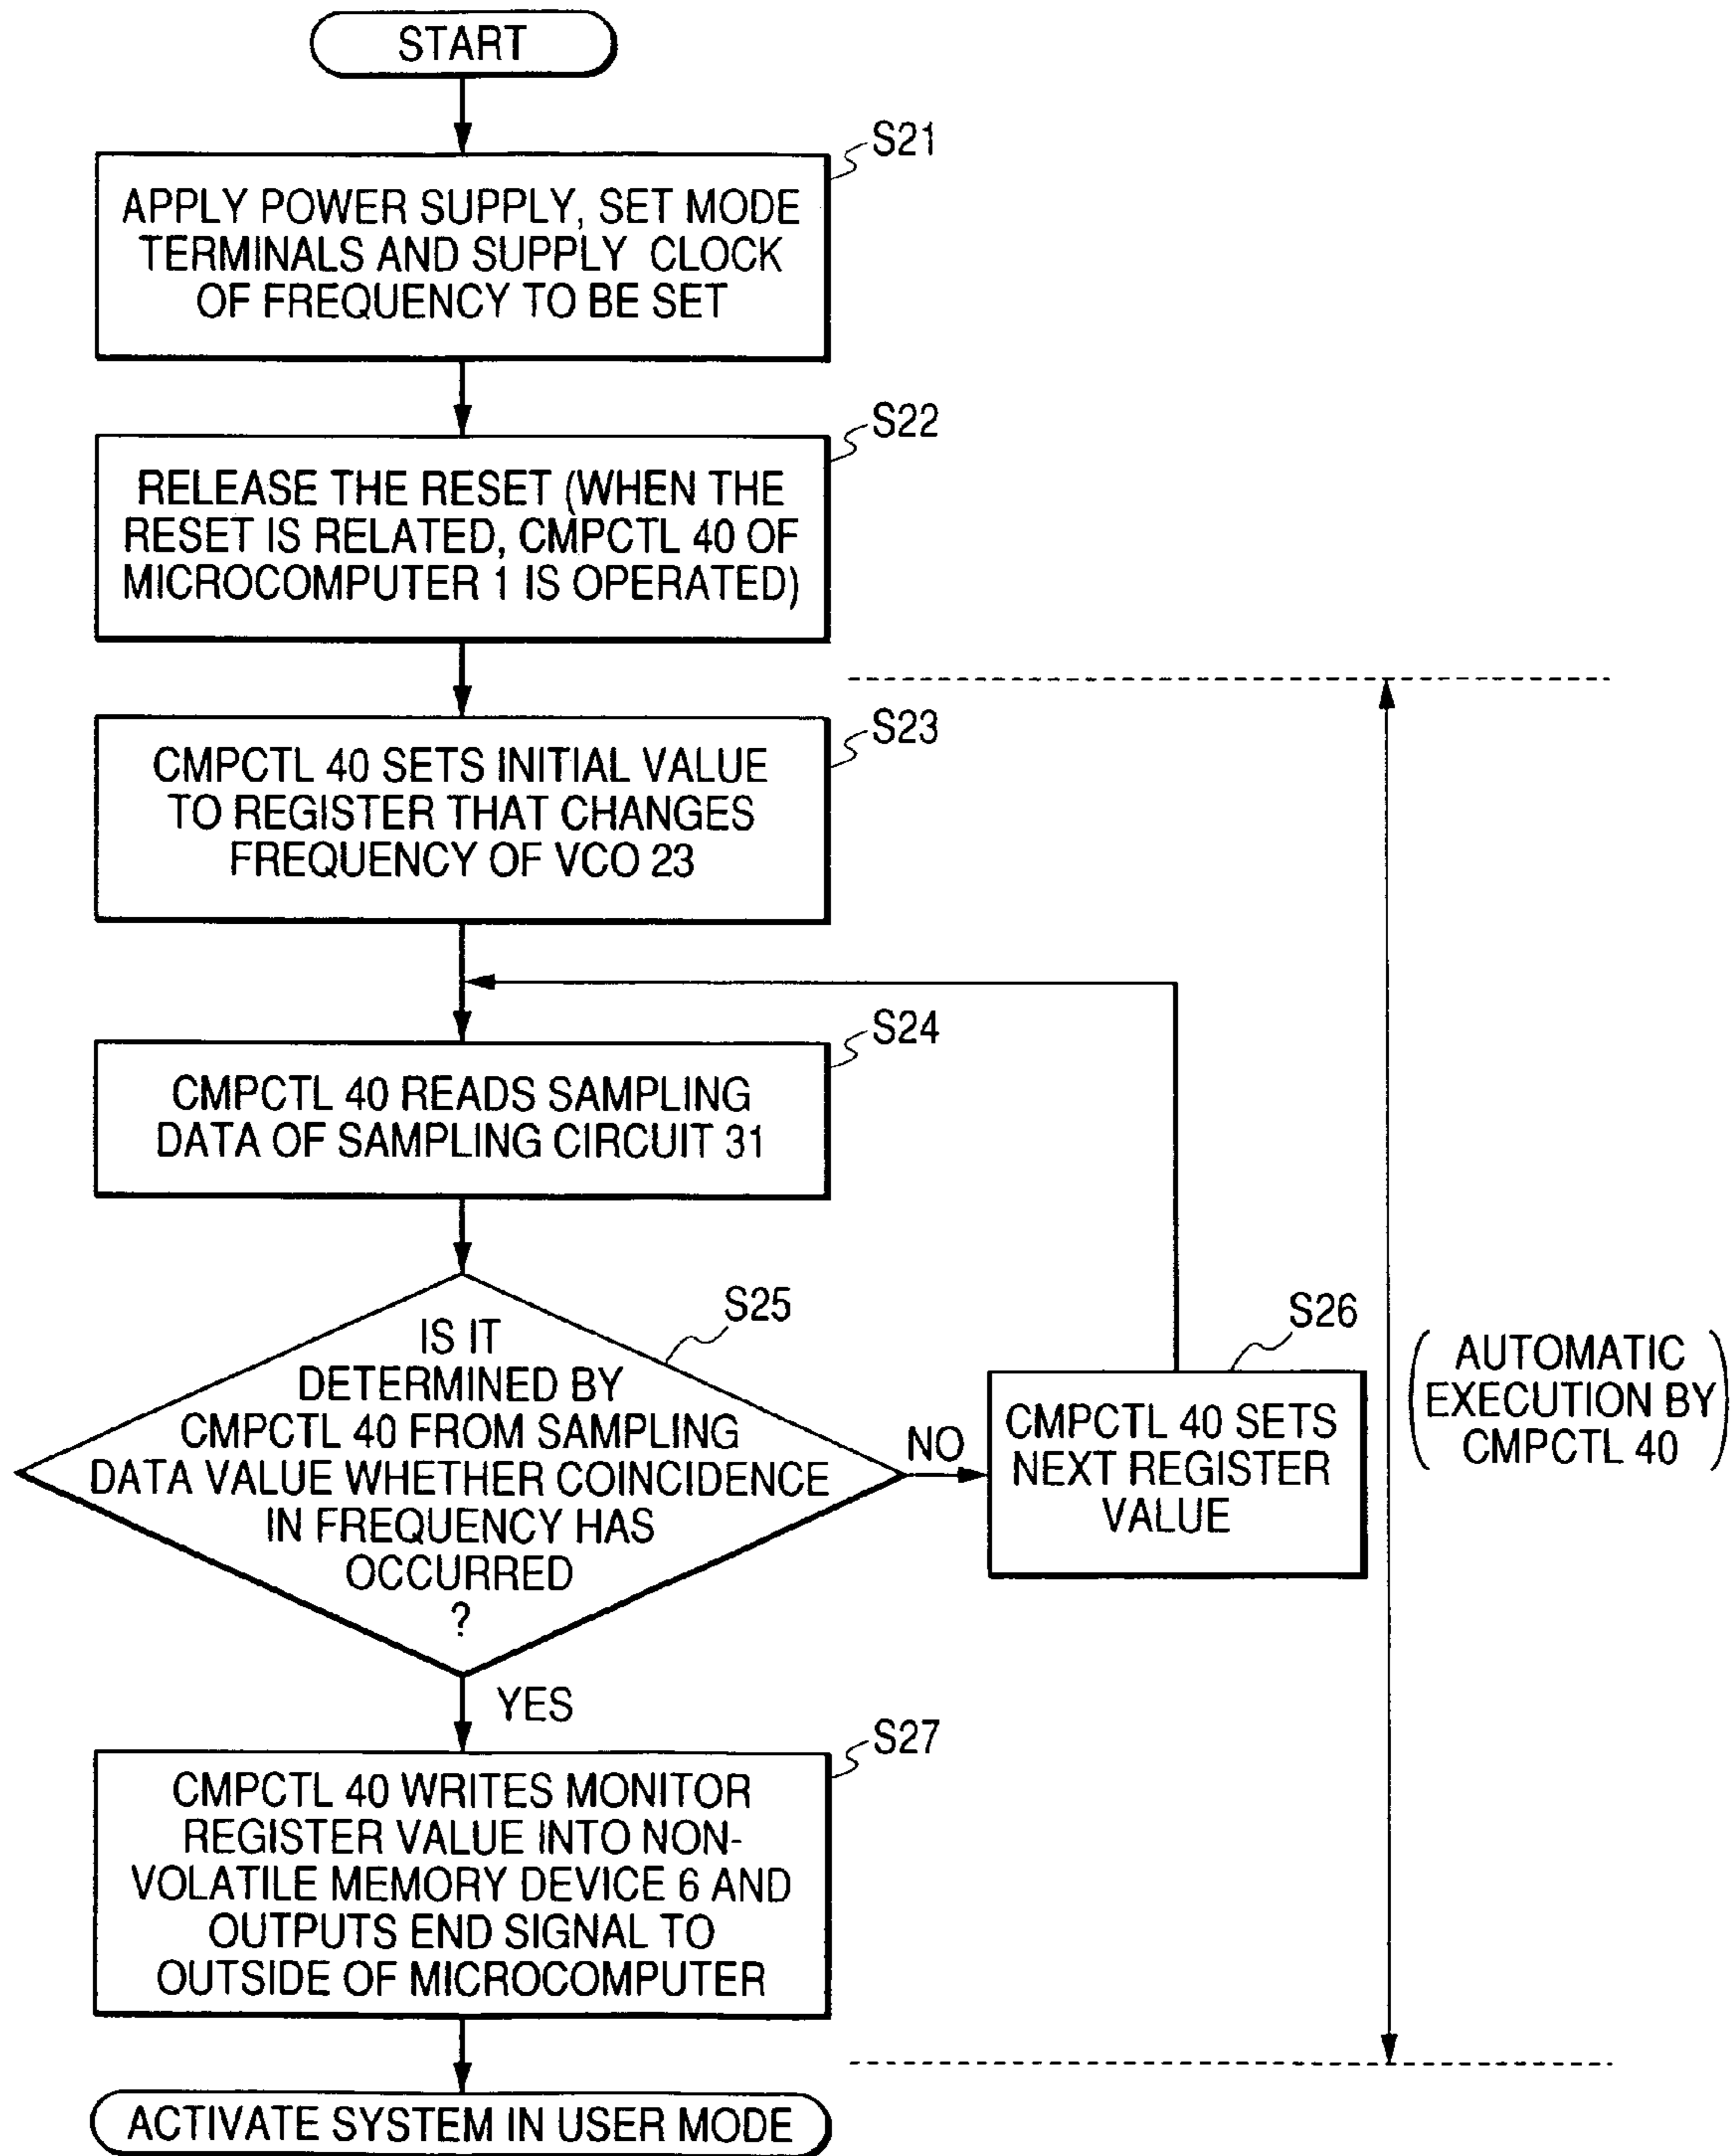 START
S21
APPLY POWER SUPPLY, SET MODE
TERMINALS AND SUPPLY CLOCK
OF FREQUENCY TO BE SET
S22
RELEASE THE RESET (WHEN THE
RESET IS RELATED, CMPCTL 40 OF
MICROCOMPUTER 1 IS OPERATED)
S23
CMPCTL 40 SETS INITIAL VALUE
TO REGISTER THAT CHANGES
FREQUENCY OF VCO 23
S24
CMPCTL 40 READS SAMPLING
DATA OF SAMPLING CIRCUIT 31
S25
IS IT
DETERMINED BY
CMPCTL 40 FROM SAMPLING
DATA VALUE WHETHER COINCIDENCE
IN FREQUENCY HAS
OCCURRED
?
NO
S26
CMPCTL 40 SETS
NEXT REGISTER
VALUE
(AUTOMATIC
EXECUTION BY
CMPCTL 40)
YES
S27
CMPCTL 40 WRITES MONITOR
REGISTER VALUE INTO NON-
VOLATILE MEMORY DEVICE 6 AND
OUTPUTS END SIGNAL TO
OUTSIDE OF MICROCOMPUTER
ACTIVATE SYSTEM IN USER MODE